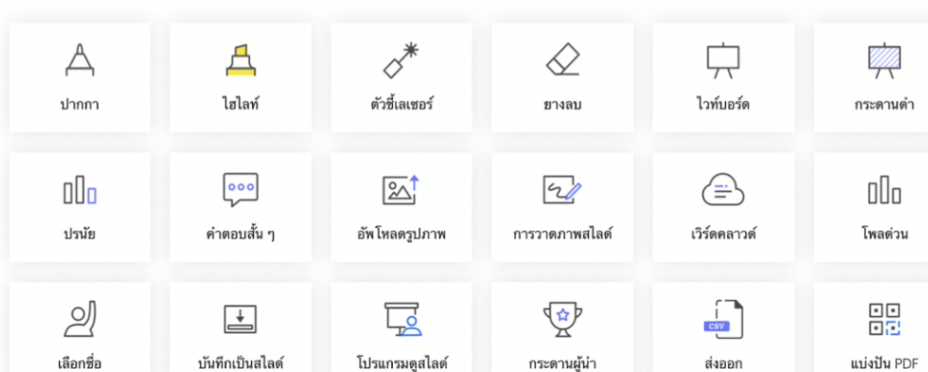 ปากกา
ไฮไลท์
ตัวชี้เลเซอร์
ยางลบ
ไวท์บอร์ด
กระดานดำ
ปรนัย
คำตอบสั้น ๆ
อัพโหลดรูปภาพ
การวาดภาพสไลด์
เวิร์ดคลาวด์
โพลด่วน
เลือกชื่อ
บันทึกเป็นสไลด์
โปรแกรมดูสไลด์
กระดานผู้นำ
CSV
ส่งออก
แบ่งปัน PDF